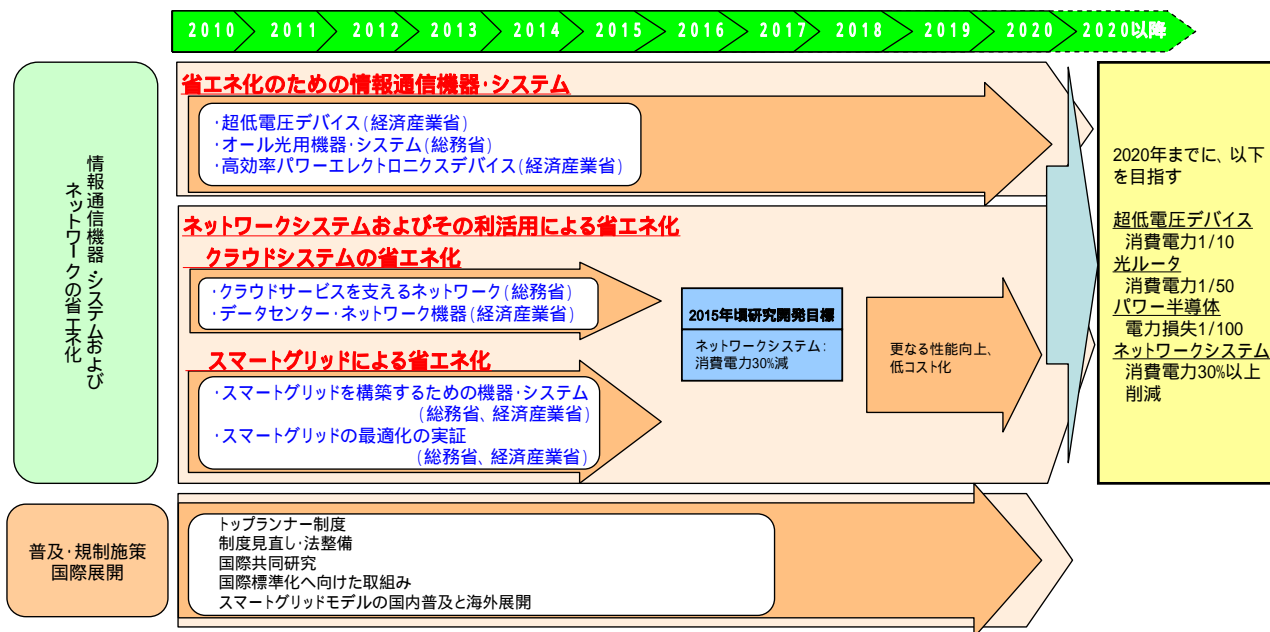 2010 2011 2012 2013 2014 2015 2016 2017 2018 2019 2020 2020以降
情報通信機器・システムおよび
ネットワークの省エネ化
省エネ化のための情報通信機器・システム
・超低電圧デバイス(経済産業省)
・オール光用機器・システム(総務省)
・高効率パワーエレクトロニクスデバイス(経済産業省)
ネットワークシステムおよびその利活用による省エネ化
クラウドシステムの省エネ化
・クラウドサービスを支えるネットワーク(総務省)
・データセンター・ネットワーク機器(経済産業省)
スマートグリッドによる省エネ化
・スマートグリッドを構築するための機器・システム
(総務省、経済産業省)
・スマートグリッドの最適化の実証
(総務省、経済産業省)
2015年頃研究開発目標
ネットワークシステム:
消費電力30%減
更なる性能向上、
低コスト化
2020年までに、以下
を目指す
超低電圧デバイス
消費電力1/10
光ルータ
消費電力1/50
パワー半導体
電力損失1/100
ネットワークシステム
消費電力30%以上
削減
普及・規制施策
国際展開
トップランナー制度
制度見直し・法整備
国際共同研究
国際標準化へ向けた取組み
スマートグリッドモデルの国内普及と海外展開